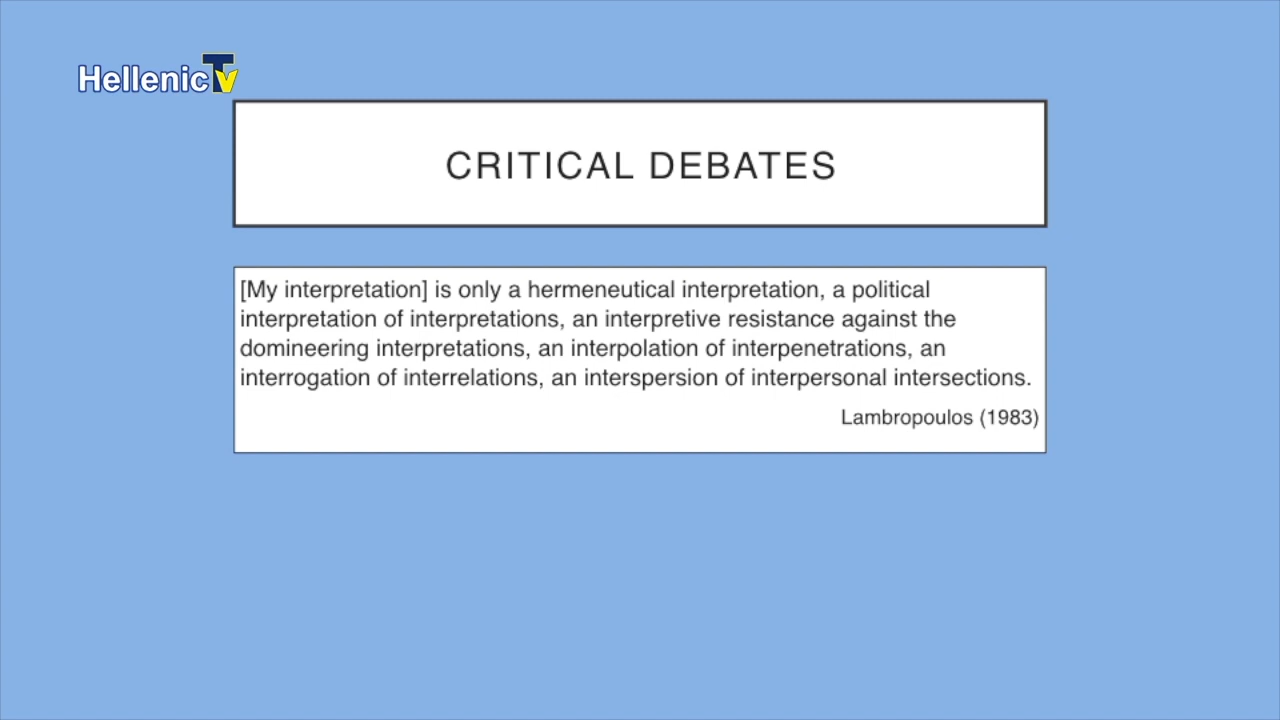 HellenicTv
CRITICAL DEBATES
[My interpretation] is only a hermeneutical interpretation, a political
interpretation of interpretations, an interpretive resistance against the
domineering interpretations, an interpolation of interpenetrations, an
interrogation of interrelations, an interspersion of interpersonal intersections.
Lambropoulos (1983)